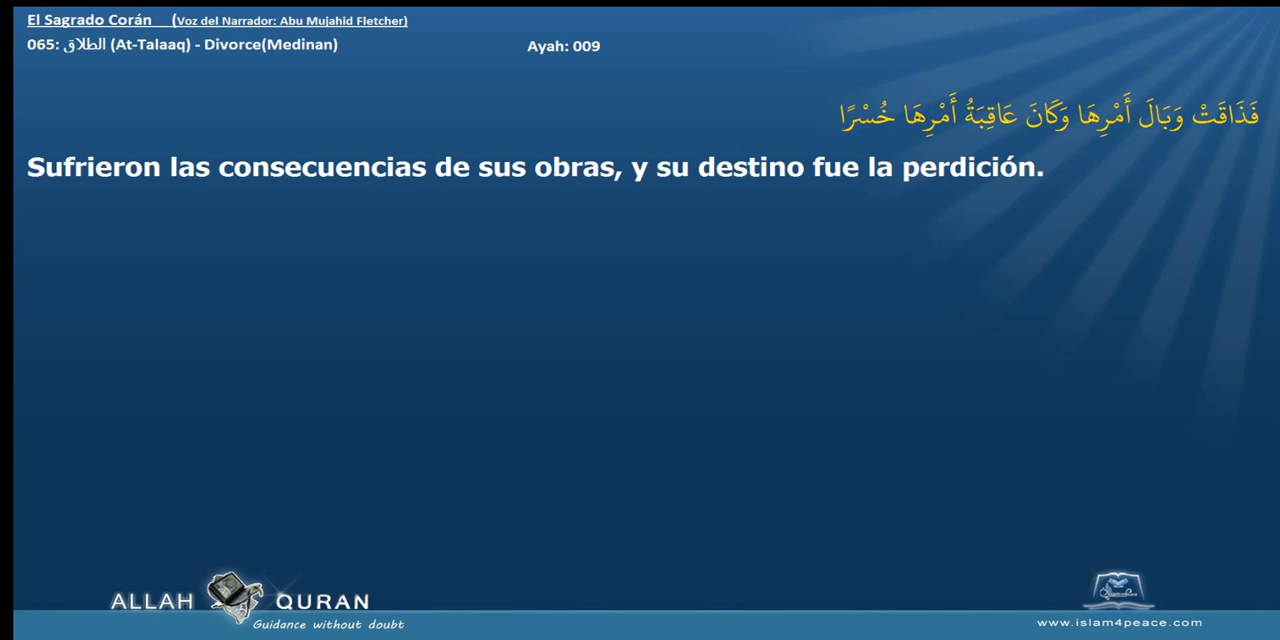 El Sagrado Corán (Voz del Narrador: Abu Mujahid Fletcher)
065: الطلاق (At-Talaaq) - Divorce(Medinan) Ayah: 009
فَذَاقَتْ وَبَالَ أَمْرِهَا وَكَانَ عَاقِبَةُ أَمْرِهَا خُسْرًا
Sufrieron las consecuencias de sus obras, y su destino fue la perdición.
ALLAH QURAN
Guidance without doubt
www.islam4peace.com